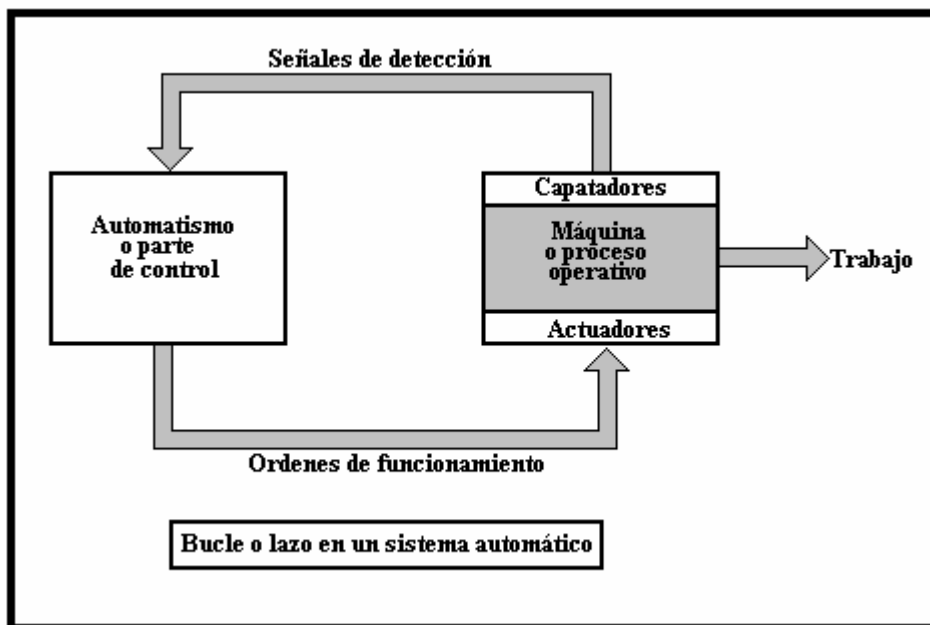 Señales de detección
Capatadores
Automatismo
o parte
de control
Máquina
o proceso
operativo
Trabajo
Actuadores
Ordenes de funcionamiento
Bucle o lazo en un sistema automático